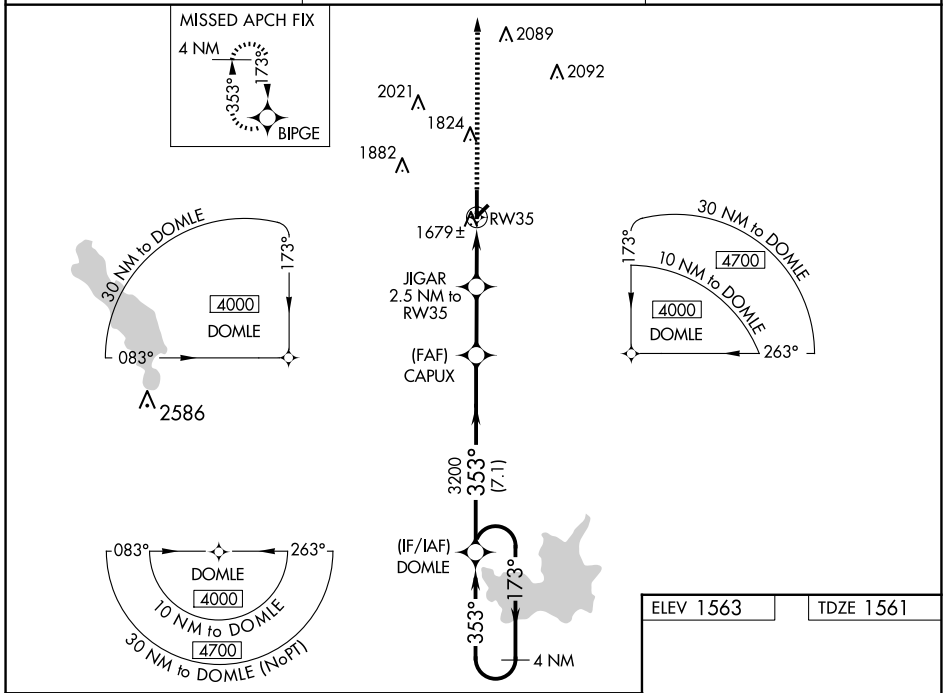 MISSED APCH FIX
4 NM
353°
173°
BIPGE
2089
2092
2021
1824
1882
RW35
1679±
30 NM to DOMLE
173°
4000
DOMLE
083°
2586
JIGAR
2.5 NM to
RW35
(FAF)
CAPUX
30 NM to DOMLE
4700
173°
10 NM to DOMLE
4000
DOMLE
263°
3200
353°
(7.1)
083°
263°
DOMLE
4000
10 NM to DOMLE
4700
30 NM to DOMLE (NoPT)
(IF/IAF)
DOMLE
353°
173°
4 NM
ELEV 1563
TDZE 1561